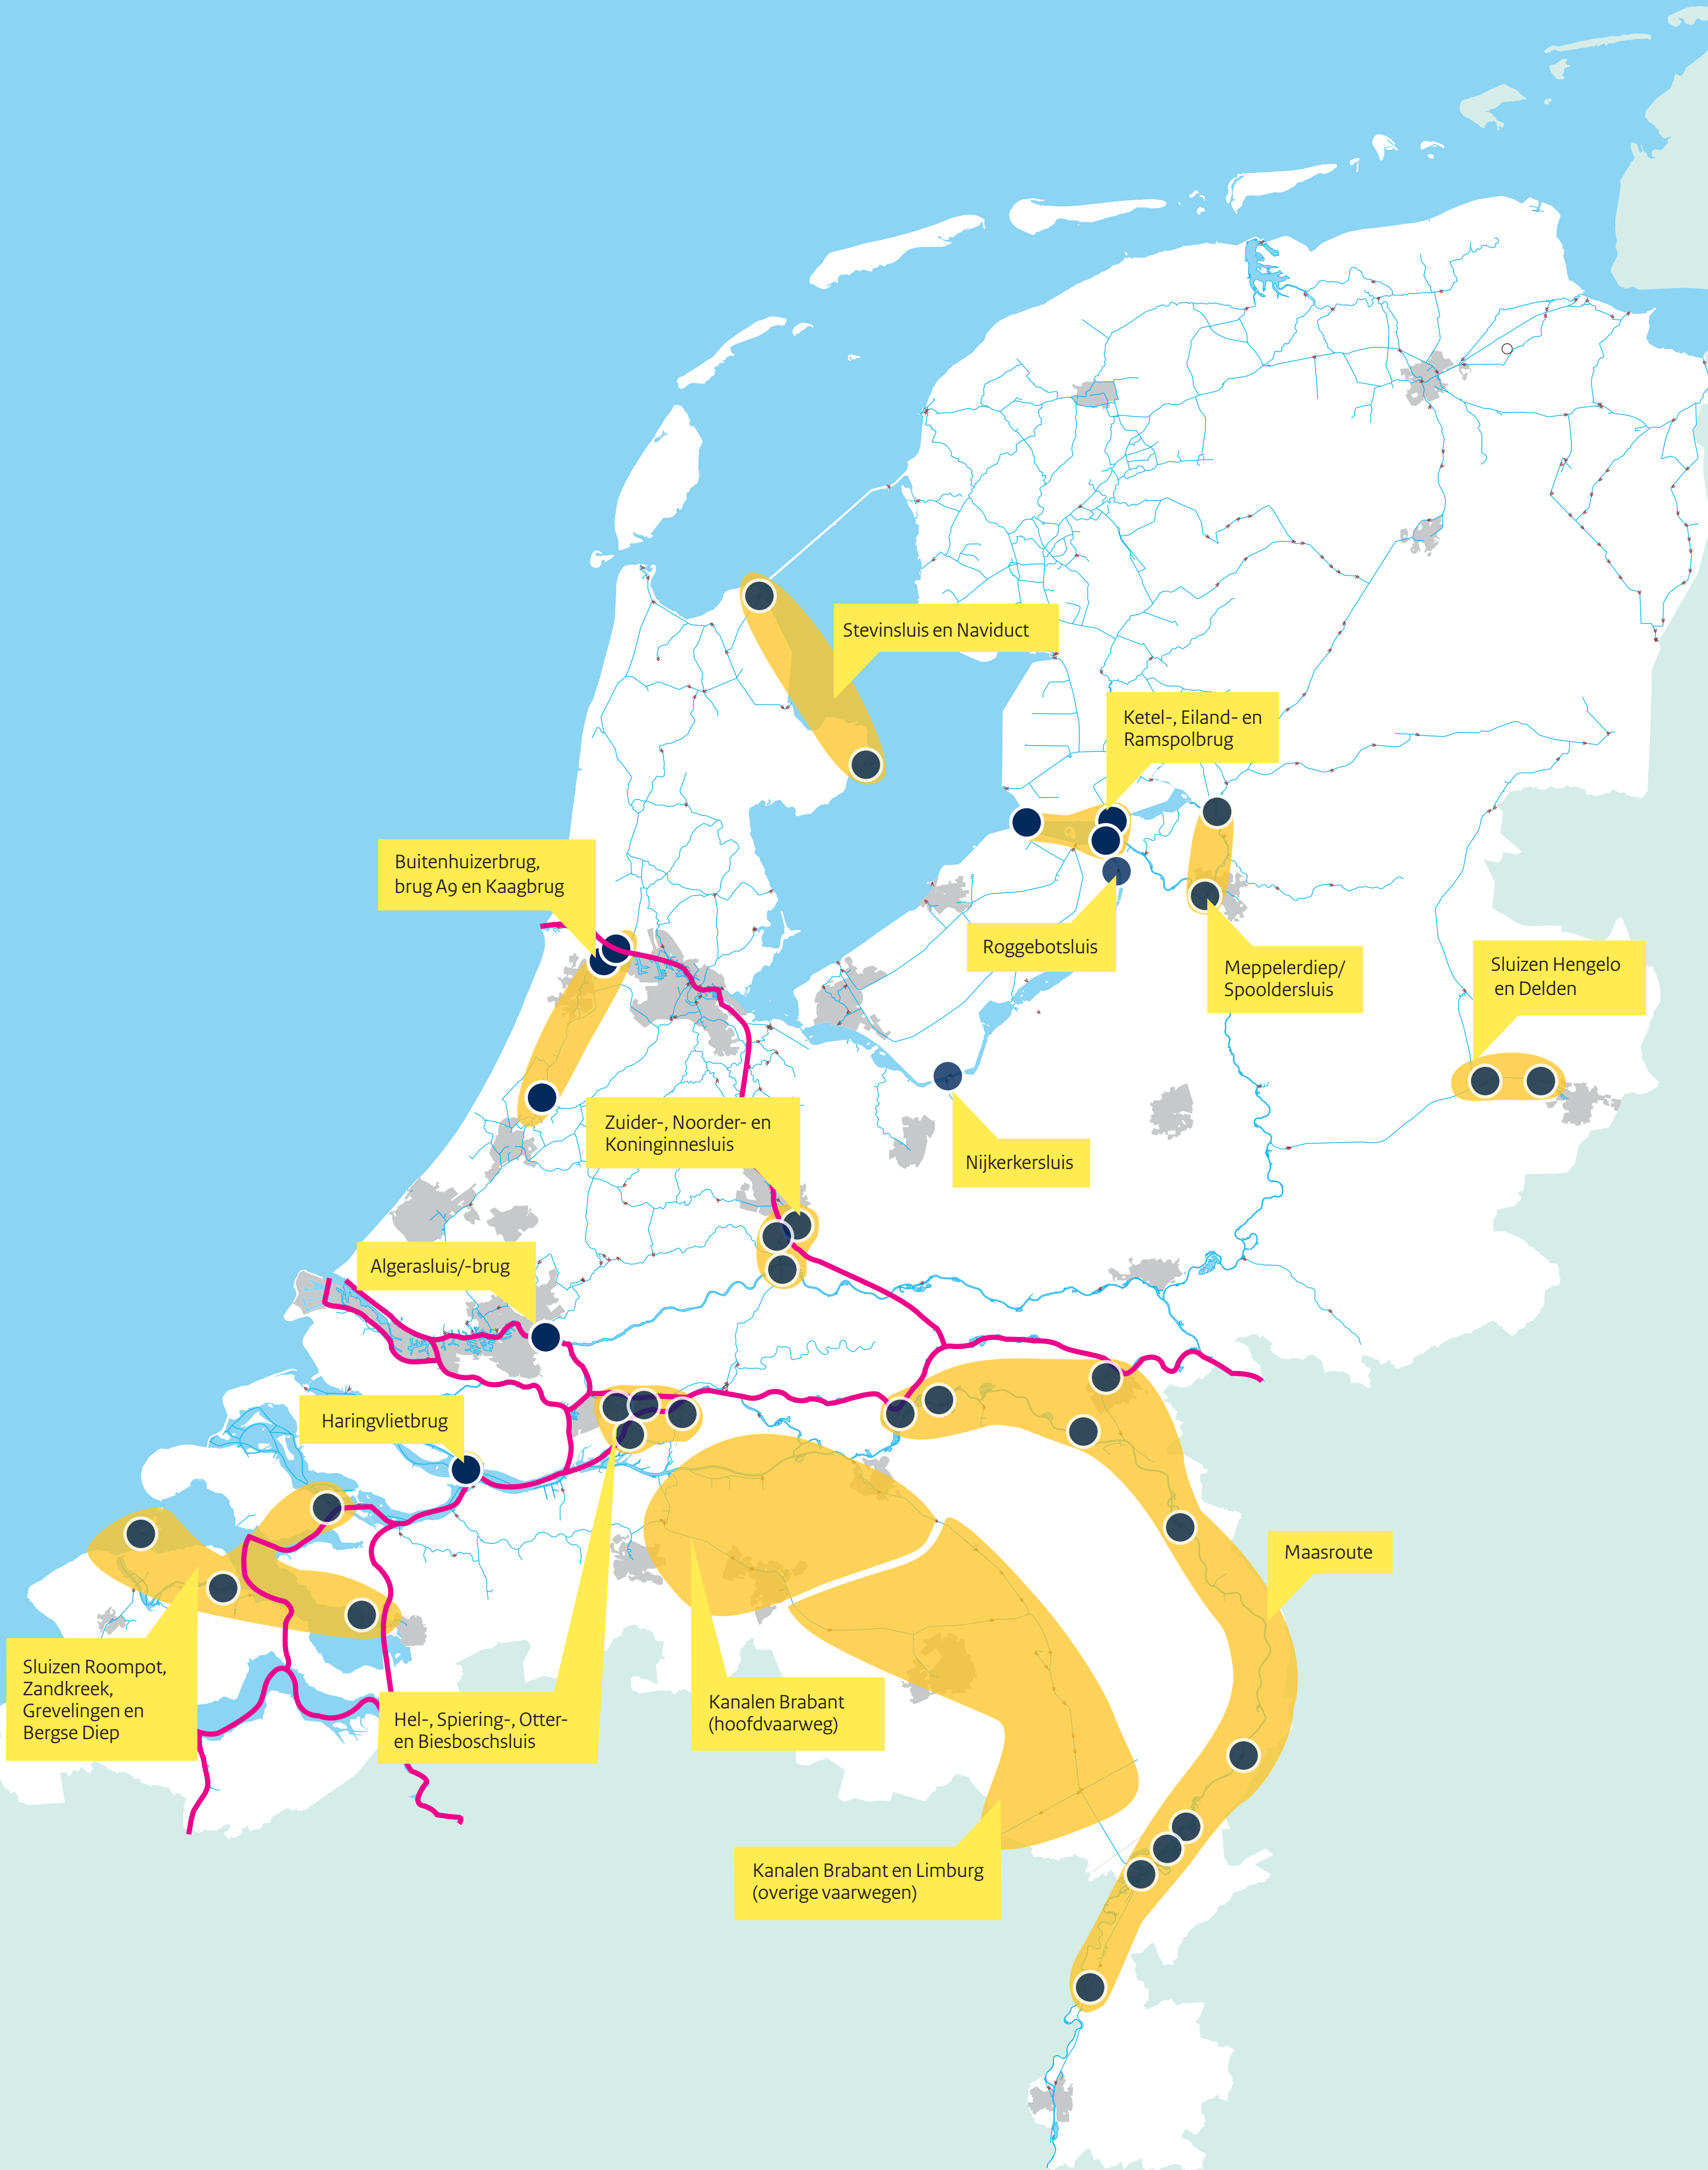 Stevinsluis en Naviduct
Ketel-, Eiland- en
Ramspolbrug
Buitenhuizerbrug,
brug A9 en Kaagbrug
Roggebotsluis
Meppelerdiep/
Spooldersluis
Sluizen Hengelo
en Delden
Zuider-, Noorder- en
Koninginnesluis
Nijkerkersluis
Algerasluis/-brug
Haringvlietbrug
Maasroute
Sluizen Roompot,
Zandkreek,
Grevelingen en
Bergse Diep
Hel-, Spiering-, Otter-
en Biesboschsluis
Kanalen Brabant
(hoofdvaarweg)
Kanalen Brabant en Limburg
(overige vaarwegen)